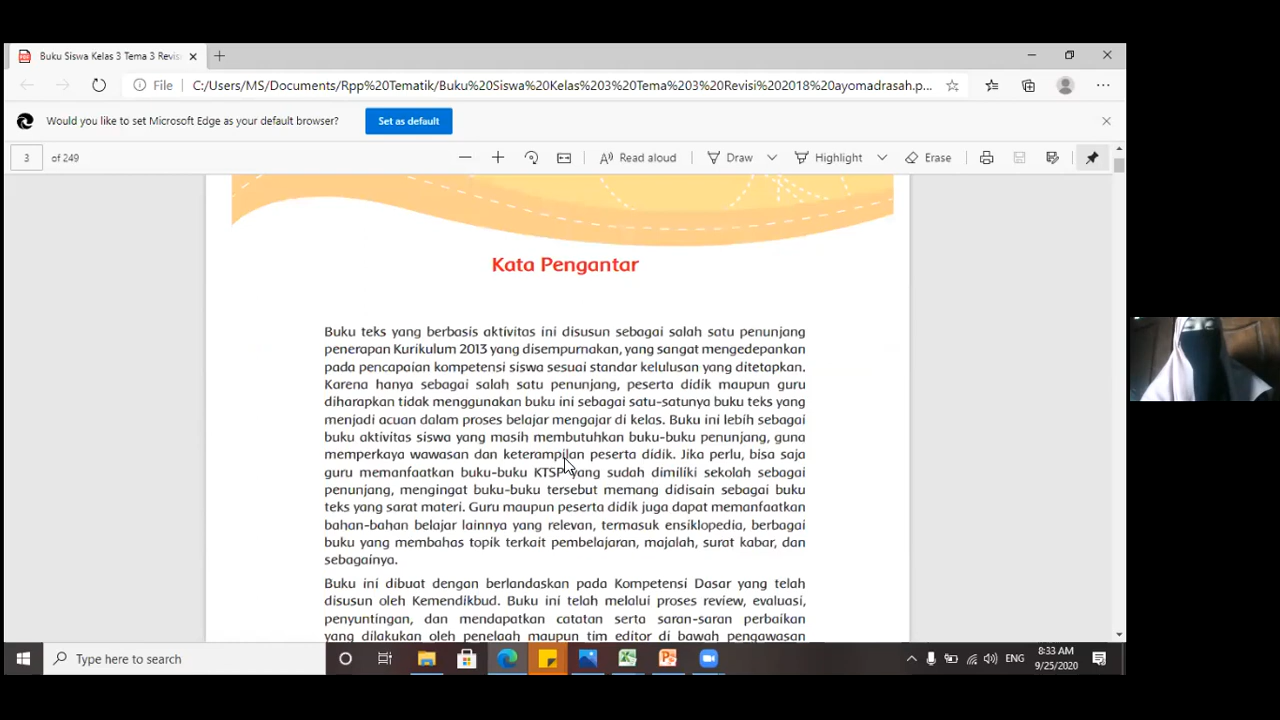 Buku Siswa Kelas 3 Tema 3 Revis
File C:/Users/MS/Documents/Rpp%20Tematik/Buku%20Siswa%20Kelas%203%20Tema%203%20Revisi%202018%20ayomadrasah.p...
Would you like to set Microsoft Edge as your default browser? Set as default
3 of 249 Read aloud Draw Highlight Erase
Kata Pengantar
Buku teks yang berbasis aktivitas ini disusun sebagai salah satu penunjang
penerapan Kurikulum 2013 yang disempurnakan, yang sangat mengedepankan
pada pencapaian kompetensi siswa sesuai standar kelulusan yang ditetapkan.
Karena hanya sebagai salah satu penunjang, peserta didik maupun guru
diharapkan tidak menggunakan buku ini sebagai satu-satunya buku teks yang
menjadi acuan dalam proses belajar mengajar di kelas. Buku ini lebih sebagai
buku aktivitas siswa yang masih membutuhkan buku-buku penunjang, guna
memperkaya wawasan dan keterampilan peserta didik. Jika perlu, bisa saja
guru memanfaatkan buku-buku KTSP yang sudah dimiliki sekolah sebagai
penunjang, mengingat buku-buku tersebut memang didisain sebagai buku
teks yang sarat materi. Guru maupun peserta didik juga dapat memanfaatkan
bahan-bahan belajar lainnya yang relevan, termasuk ensiklopedia, berbagai
buku yang membahas topik terkait pembelajaran, majalah, surat kabar, dan
sebagainya.
Buku ini dibuat dengan berlandaskan pada Kompetensi Dasar yang telah
disusun oleh Kemendikbud. Buku ini telah melalui proses review, evaluasi,
penyuntingan, dan mendapatkan catatan serta saran-saran perbaikan
yang dilakukan oleh penelaah maupun tim editor di bawah pengawasan
Type here to search
ENG
8:33 AM
9/25/2020